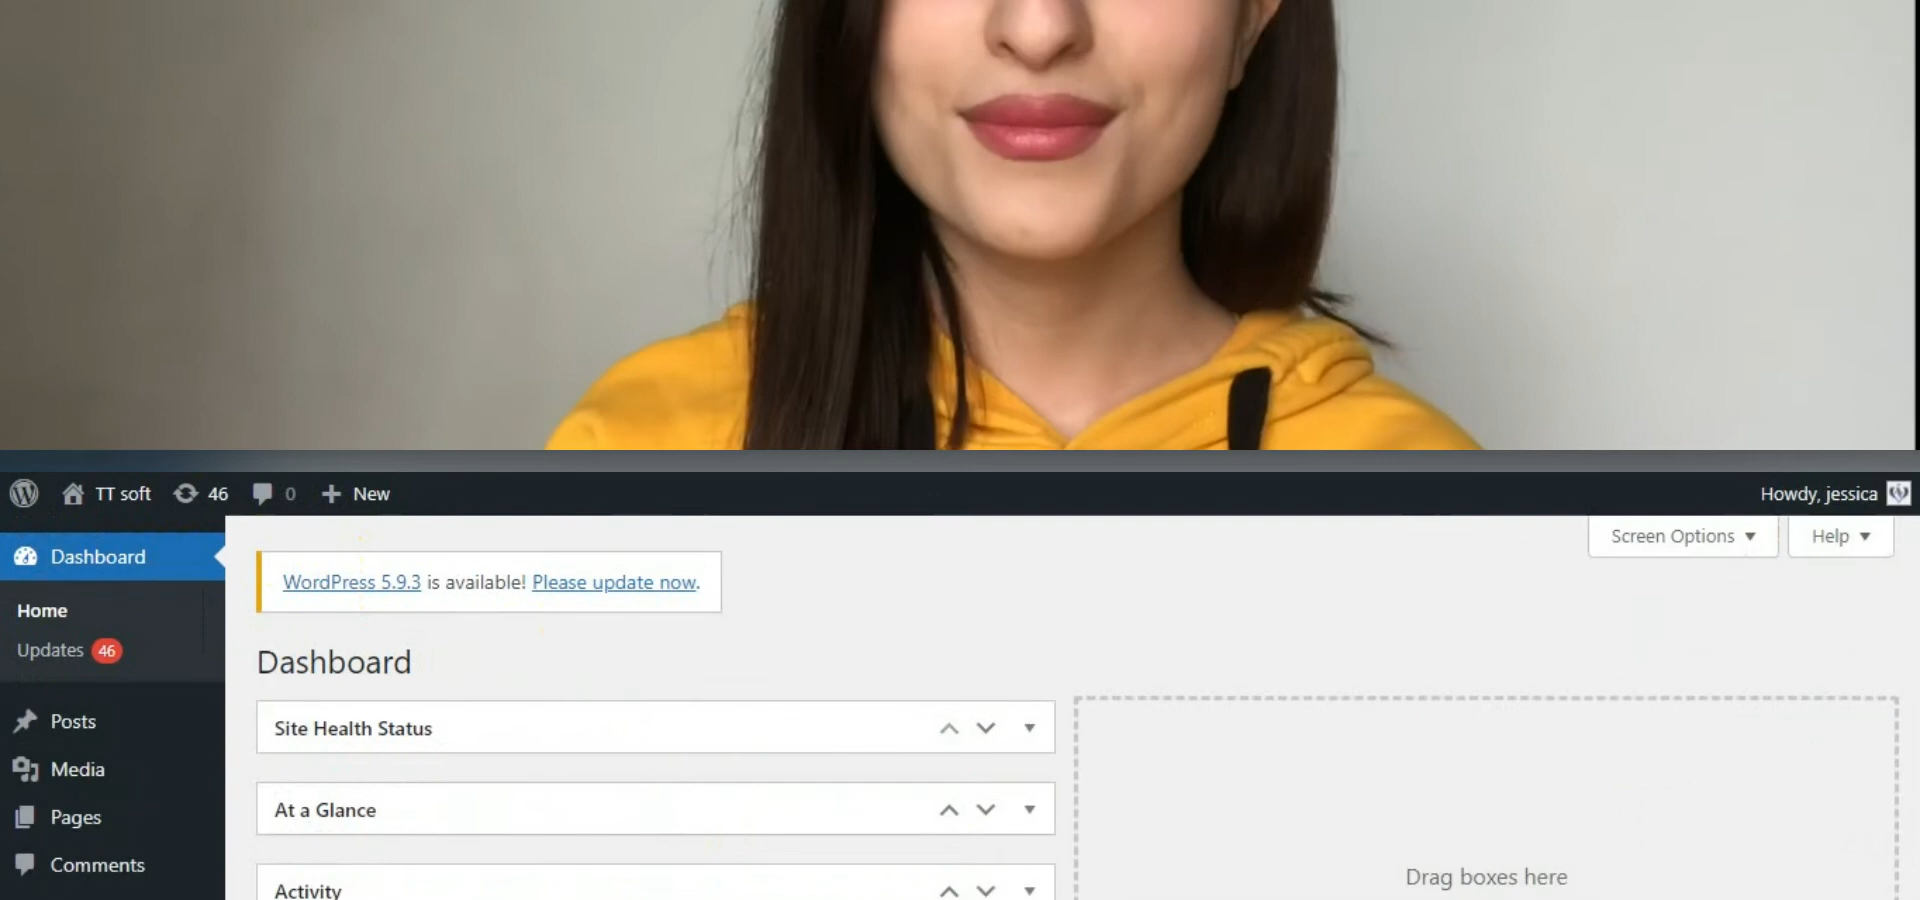 TT soft 46 0 New Howdy, jessica
Screen Options Help
Dashboard
WordPress 5.9.3 is available! Please update now.
Home
Updates 46
Dashboard
Posts
Site Health Status
Media
At a Glance
Pages
Comments
Drag boxes here
Activity